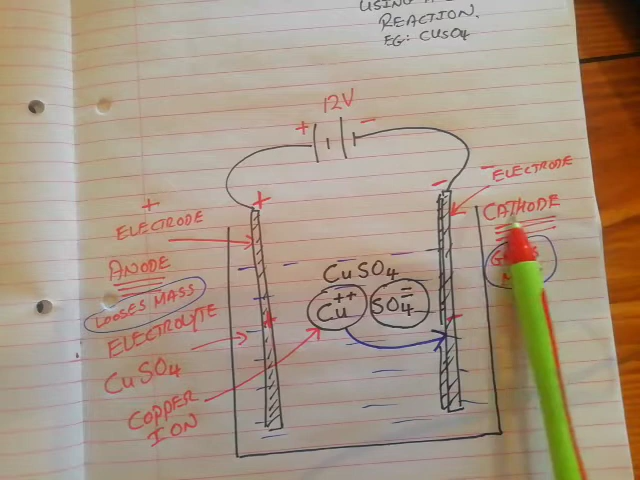 USING
REACTION.
EG: CUSO4
12V
+ -
+ -
- ELECTRODE
CATHODE
+
ELECTRODE
ANODE
LOOSES MASS
ELECTROLYTE
CuSO4
COPPER
ION
CuSO4
Cu++ SO4=